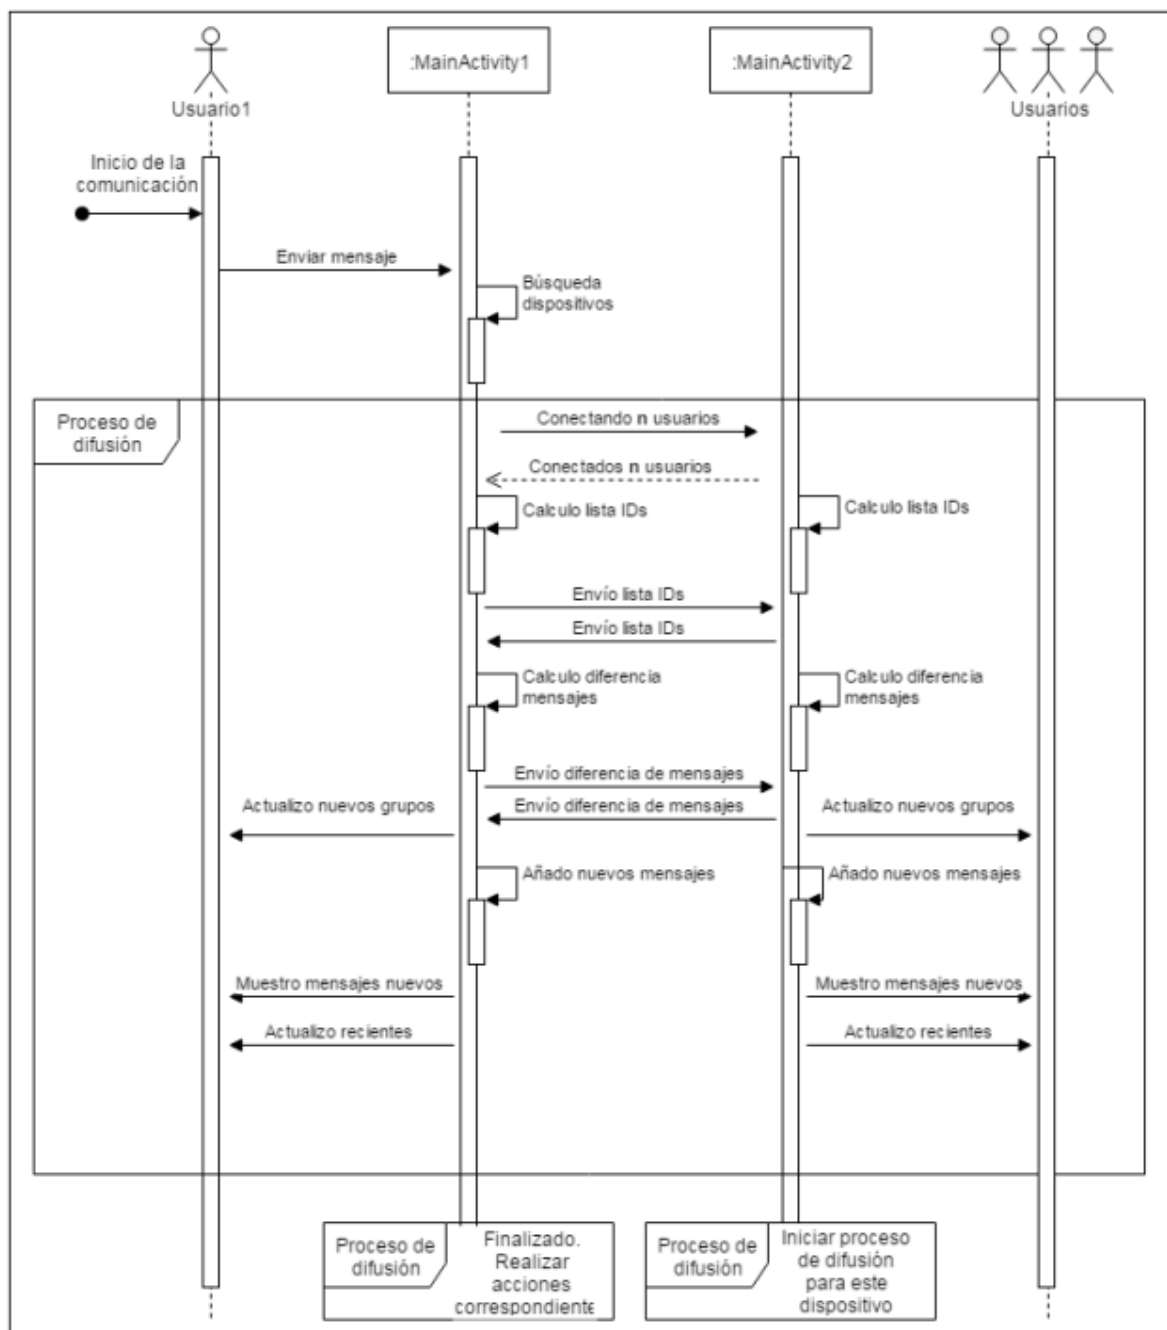 :MainActivity1
:MainActivity2
Usuario1
Usuarios
Inicio de la
comunicación
Enviar mensaje
Búsqueda
dispositivos
Proceso de
difusión
Conectando n usuarios
Conectados n usuarios
Calculo lista IDs
Calculo lista IDs
Envío lista IDs
Envío lista IDs
Calculo diferencia
mensajes
Calculo diferencia
mensajes
Envío diferencia de mensajes
Envío diferencia de mensajes
Actualizo nuevos grupos
Actualizo nuevos grupos
Añado nuevos mensajes
Añado nuevos mensajes
Muestro mensajes nuevos
Muestro mensajes nuevos
Actualizo recientes
Actualizo recientes
Proceso de
difusión
Finalizado.
Realizar
acciones
correspondiente
Proceso de
difusión
Iniciar proceso
de difusión
para este
dispositivo